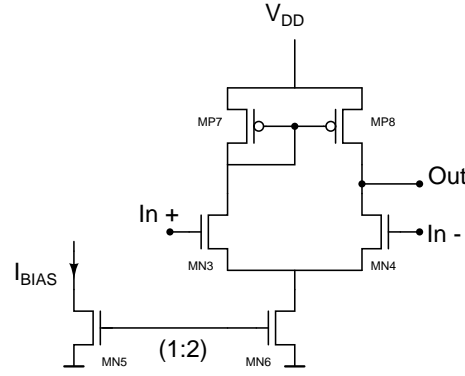 VDD
MP7
MP8
Out
In +
In -
MN3
MN4
IBIAS
(1:2)
MN5
MN6